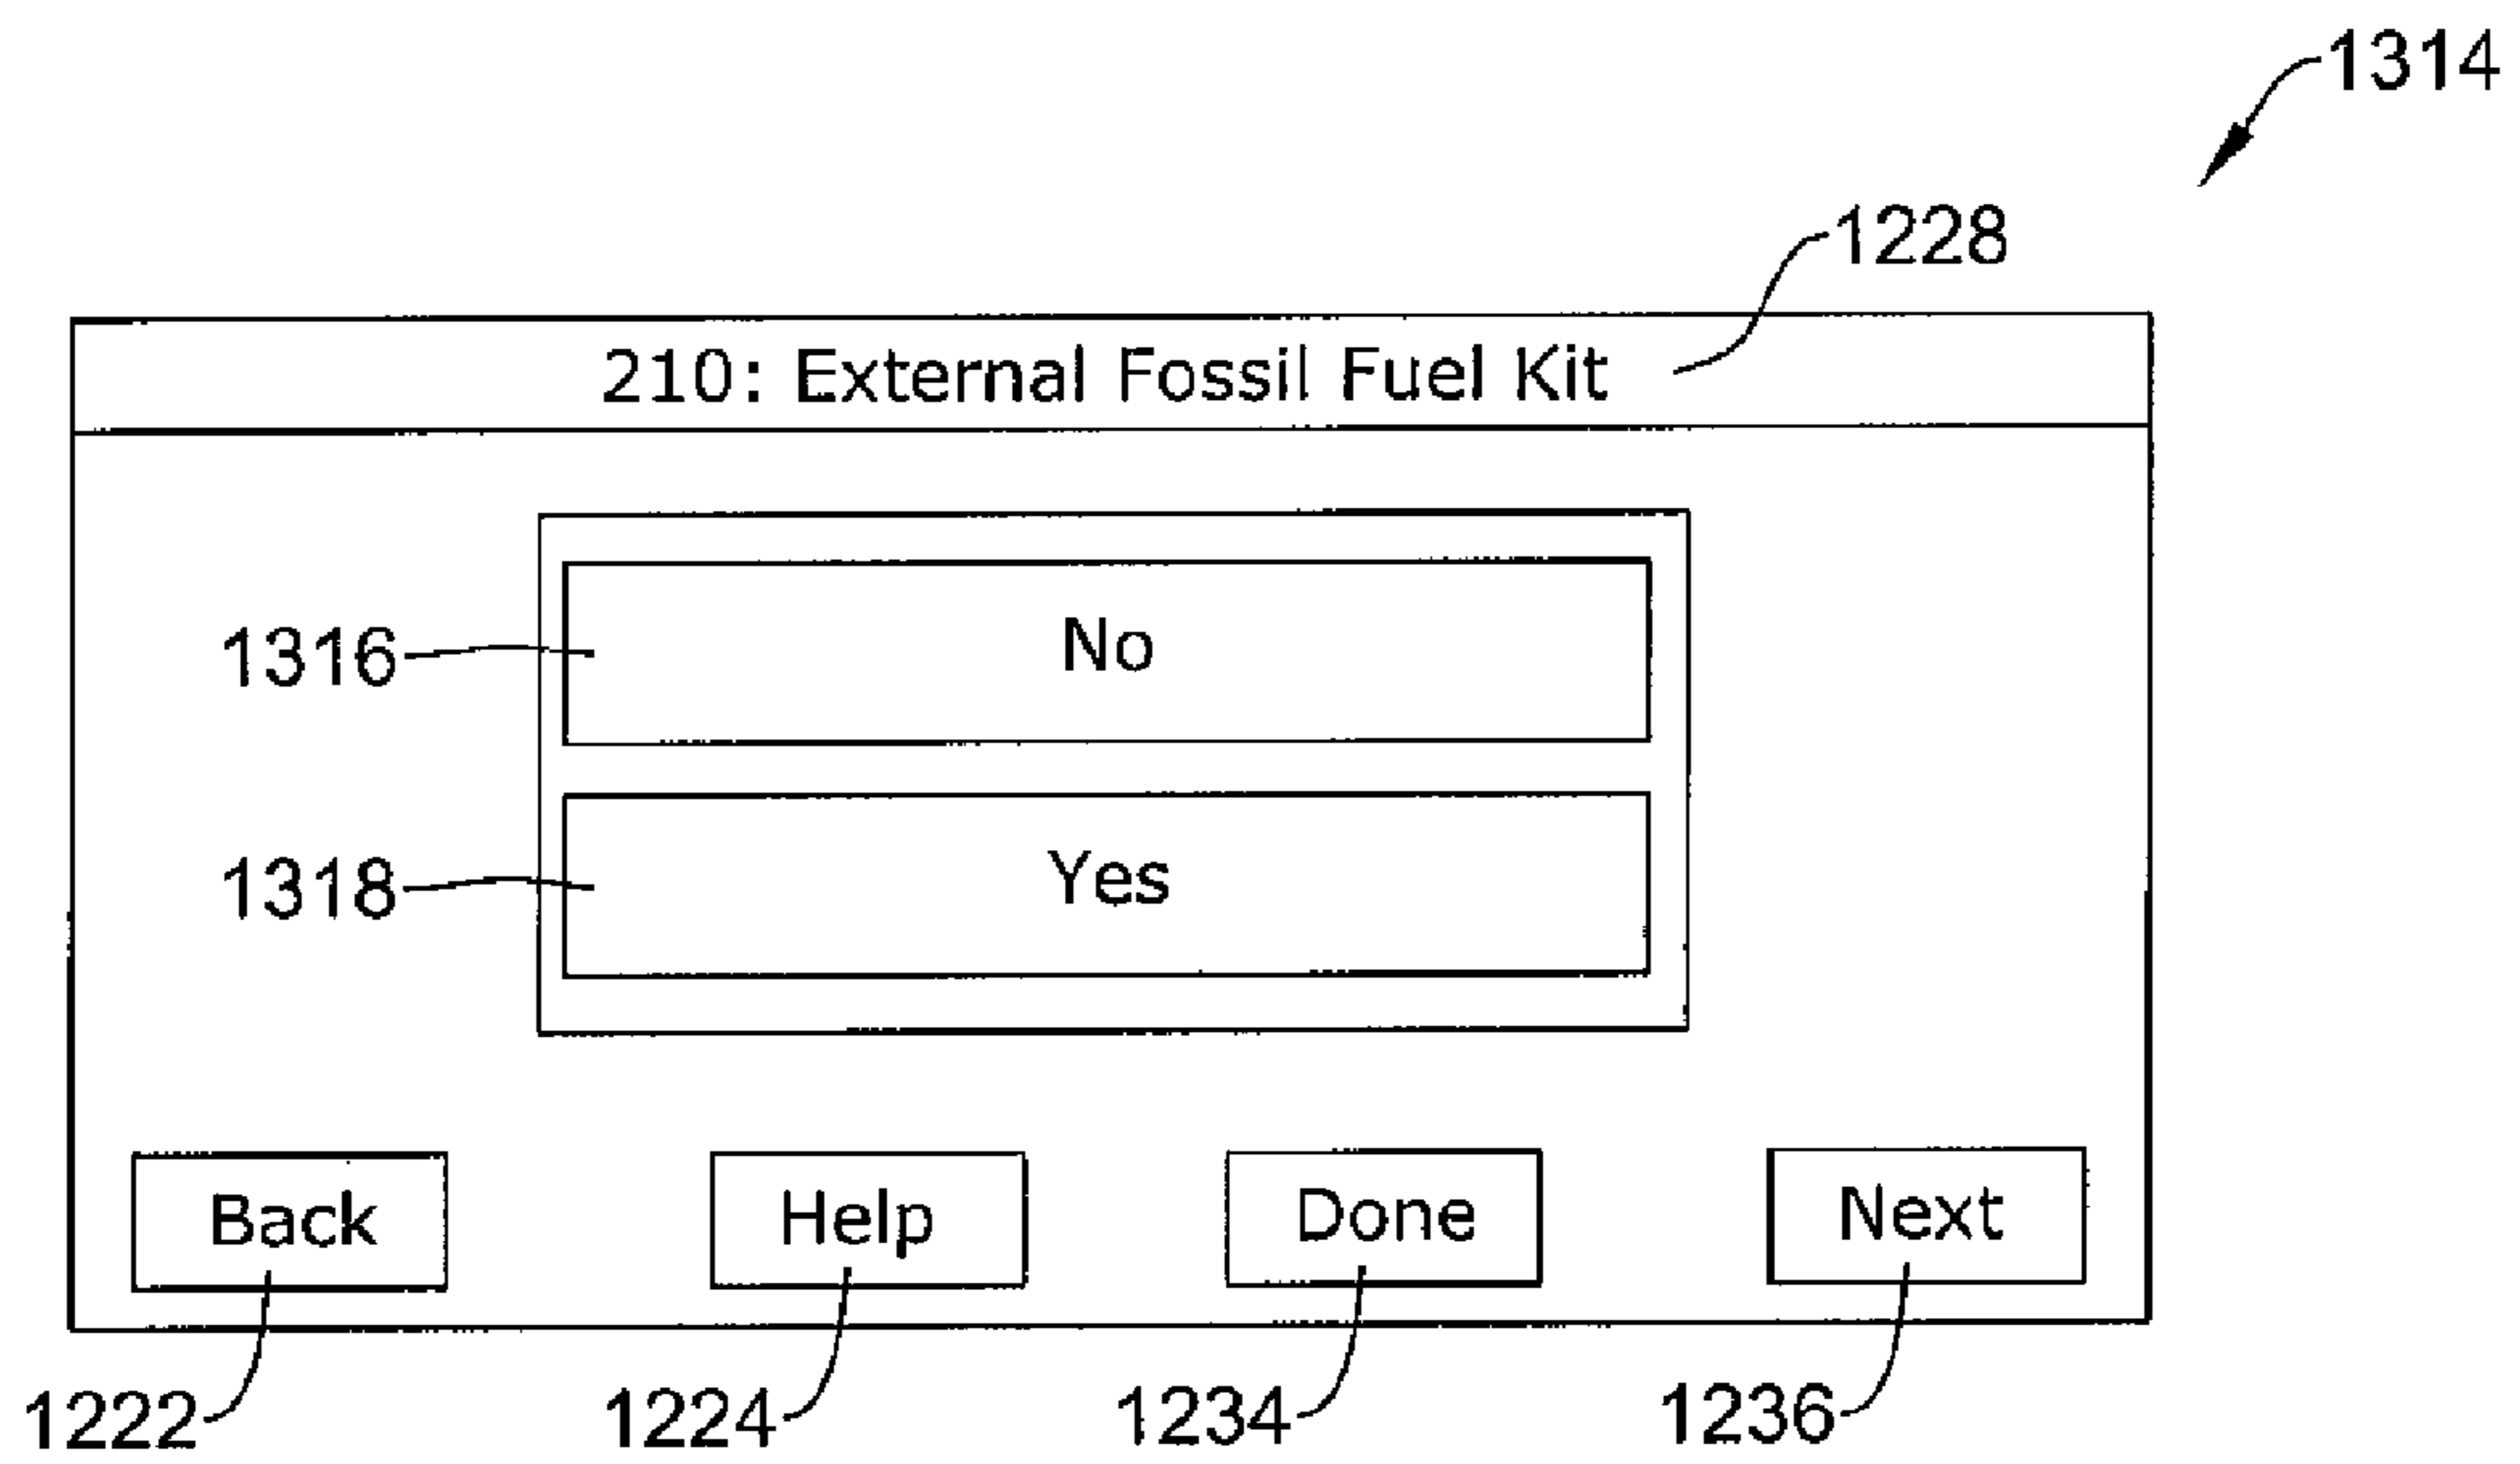 1314
1228
210: External Fossil Fuel Kit
1316
No
1318
Yes
Back
Help
Done
Next
1222
1224
1234
1236